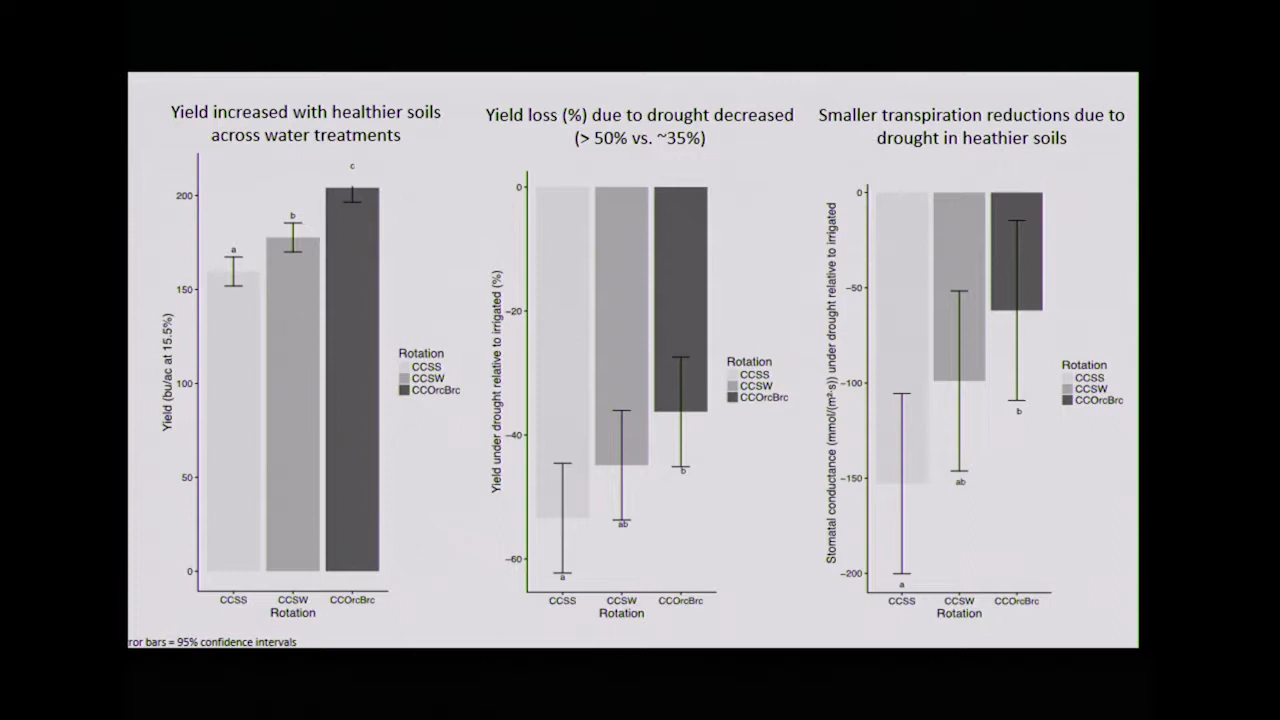 Yield increased with healthier soils
across water treatments
Yield loss (%) due to drought decreased
(> 50% vs. ~35%)
Smaller transpiration reductions due to
drought in heathier soils
Yield (bu/ac at 15.5%)
200
150
100
50
0
a
b
c
CCSS
CCSW
CCOrcBrc
Rotation
Rotation
CCSS
CCSW
CCOrcBrc
Yield under drought relative to irrigated (%)
0
−20
−40
−60
a
ab
b
CCSS
CCSW
CCOrcBrc
Rotation
Rotation
CCSS
CCSW
CCOrcBrc
Stomatal conductance (mmol/(m²·s)) under drought relative to irrigated
0
−50
−100
−150
−200
a
ab
b
CCSS
CCSW
CCOrcBrc
Rotation
Rotation
CCSS
CCSW
CCOrcBrc
ror bars = 95% confidence intervals